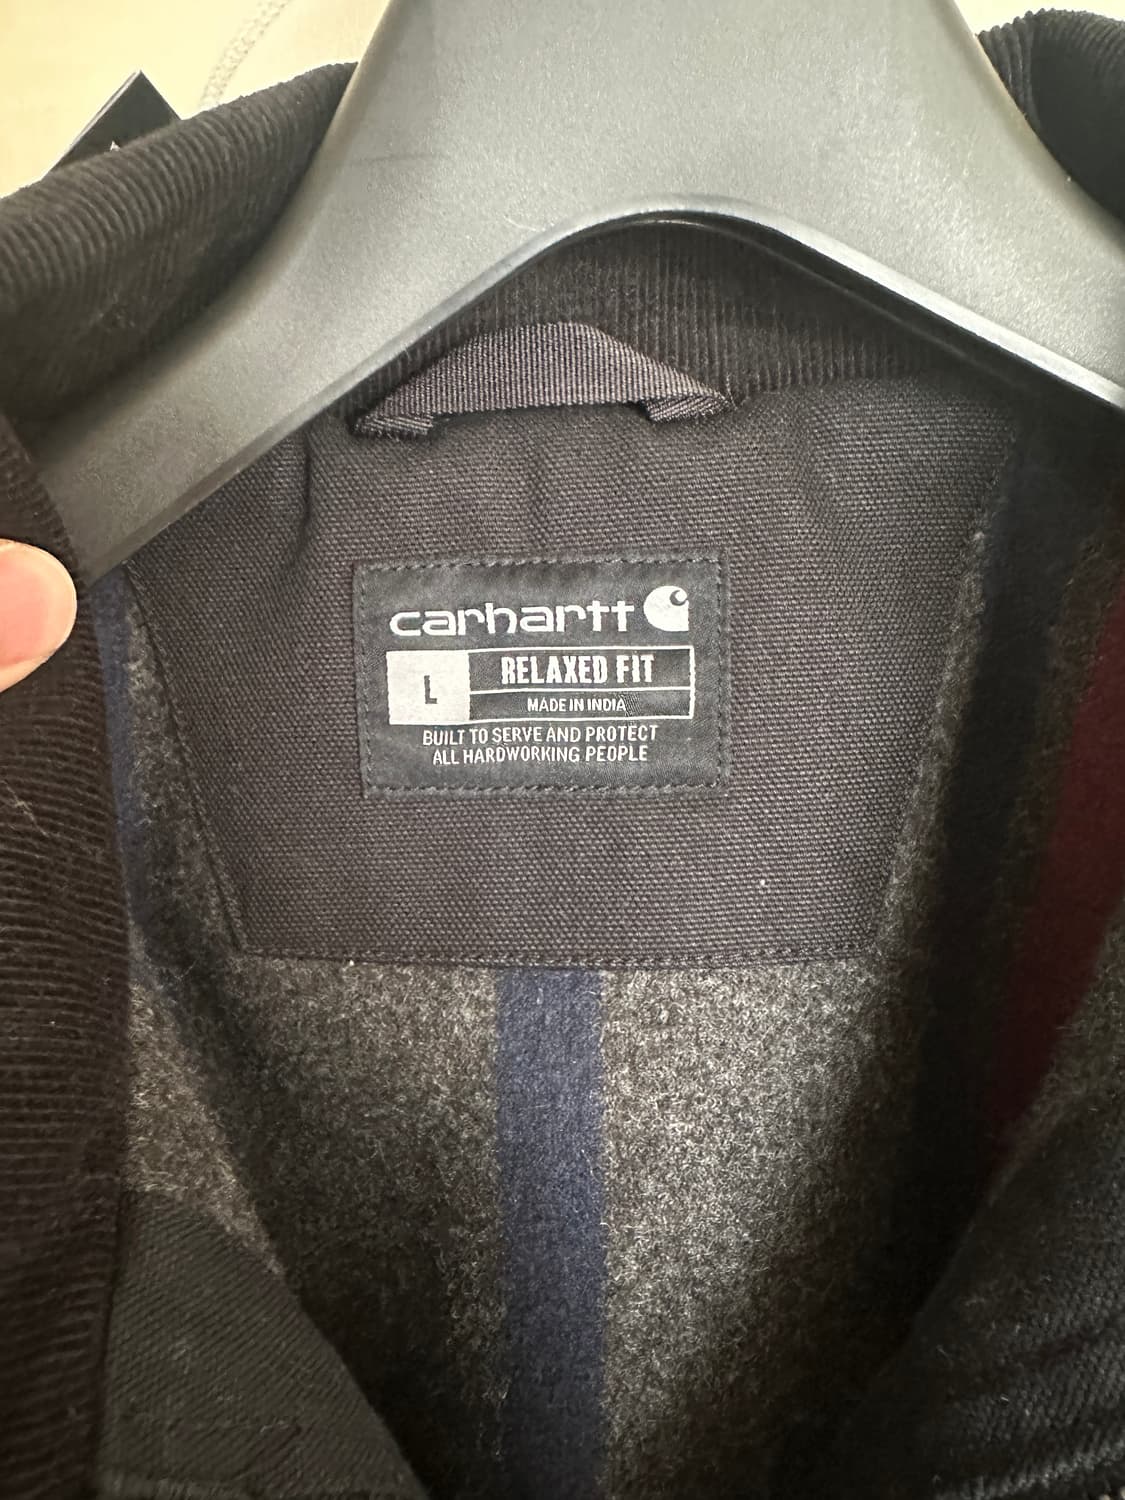 carhartt
L
RELAXED FIT
MADE IN INDIA
BUILT TO SERVE AND PROTECT
ALL HARDWORKING PEOPLE